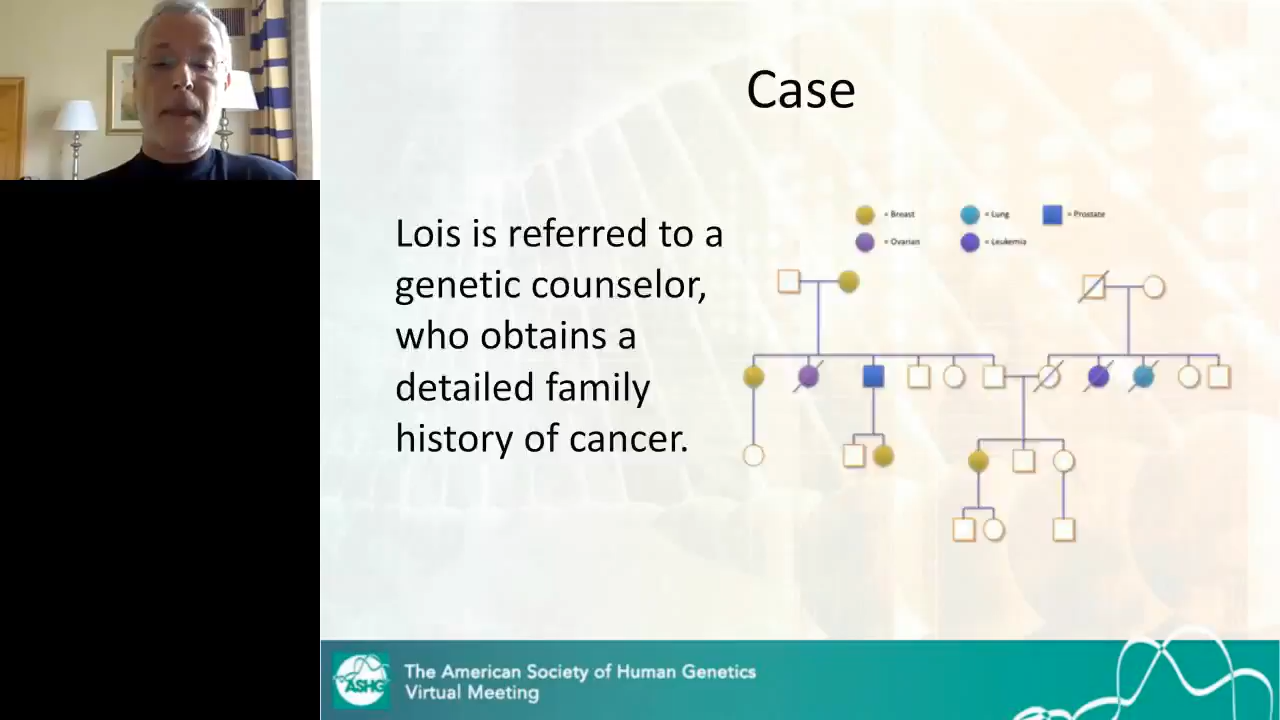 Case
Lois is referred to a
genetic counselor,
who obtains a
detailed family
history of cancer.
= Breast
= Lung
= Prostate
= Ovarian
= Leukemia
ASHG
The American Society of Human Genetics
Virtual Meeting